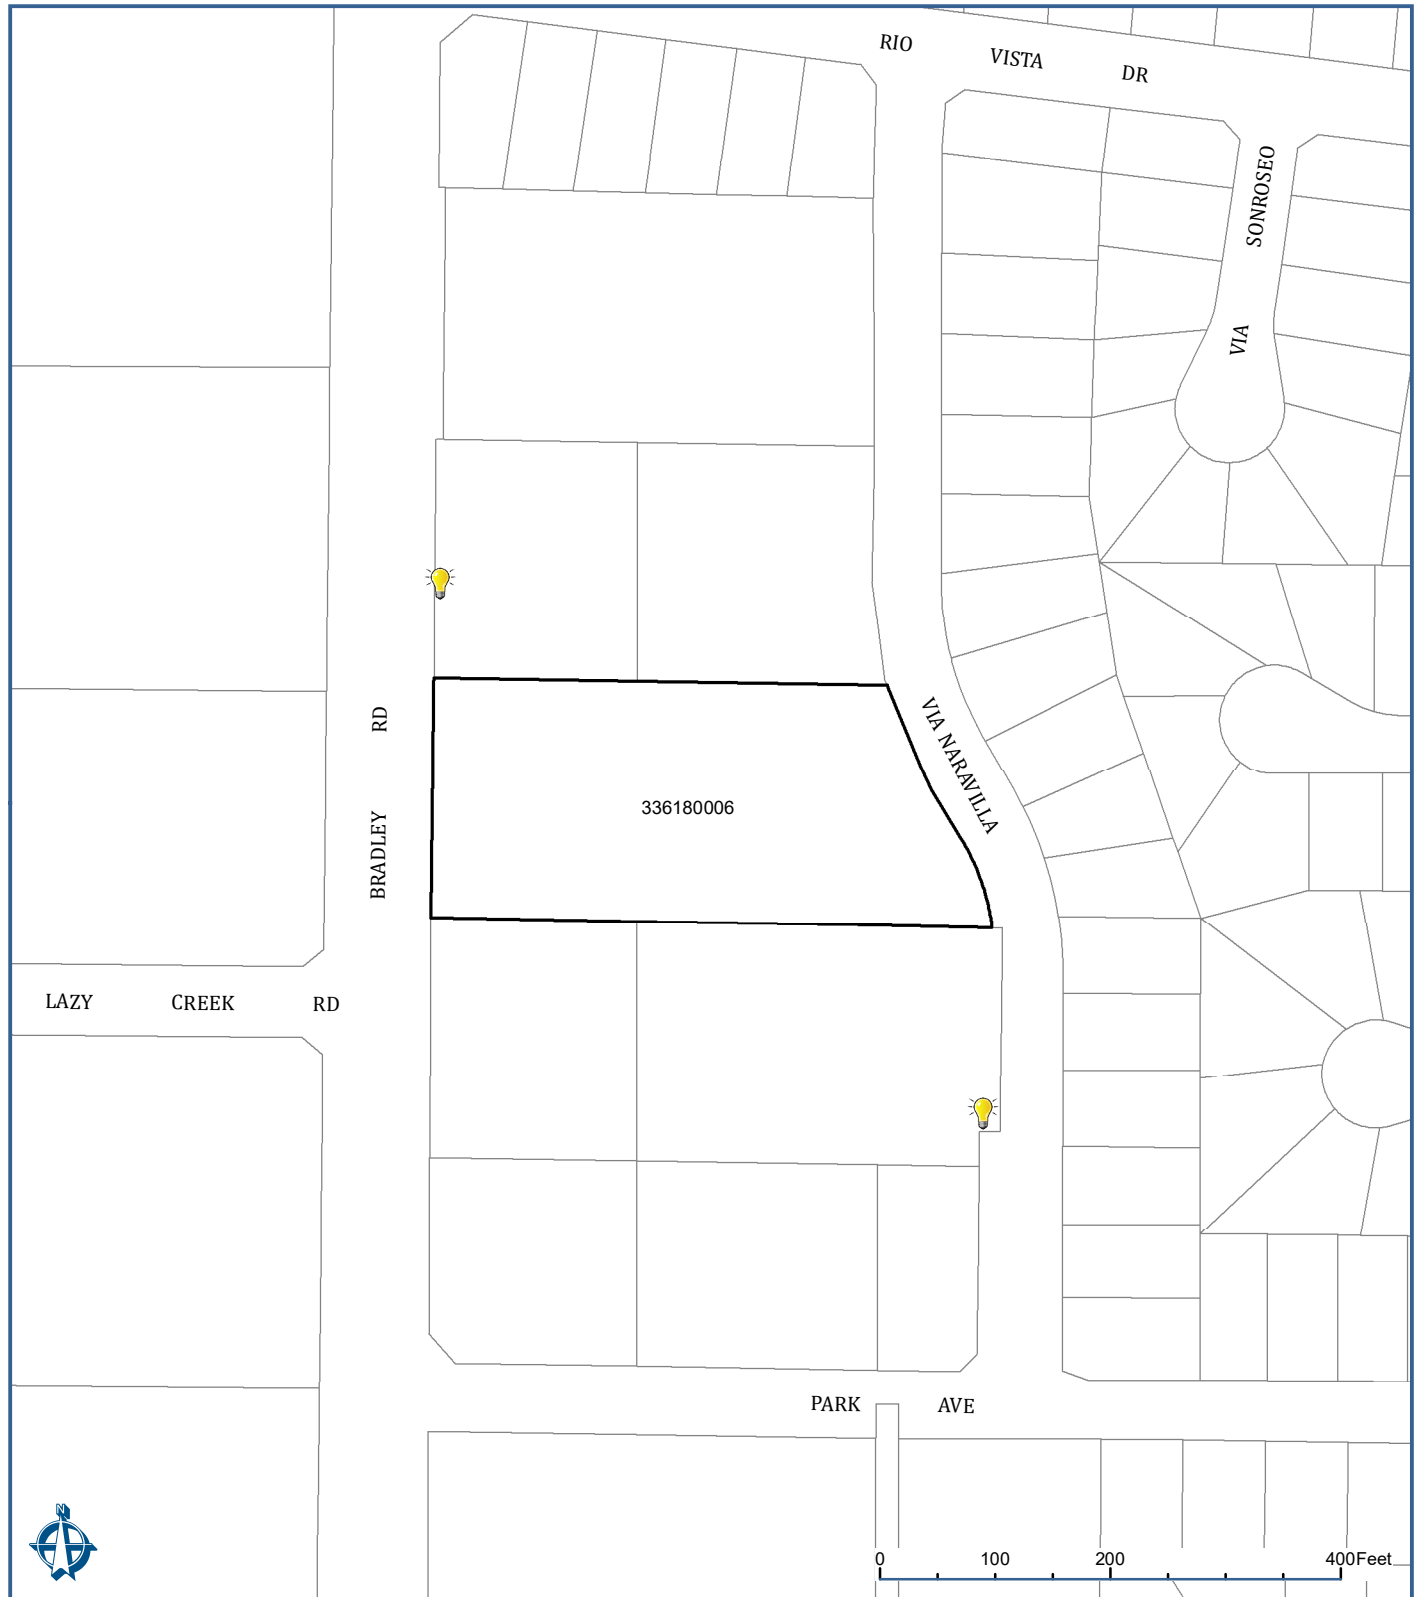 RIO VISTA DR
VIA SONROSEO
RD
BRADLEY
VIA NARAVILLA
336180006
LAZY CREEK RD
PARK AVE
N
0 100 200 400Feet